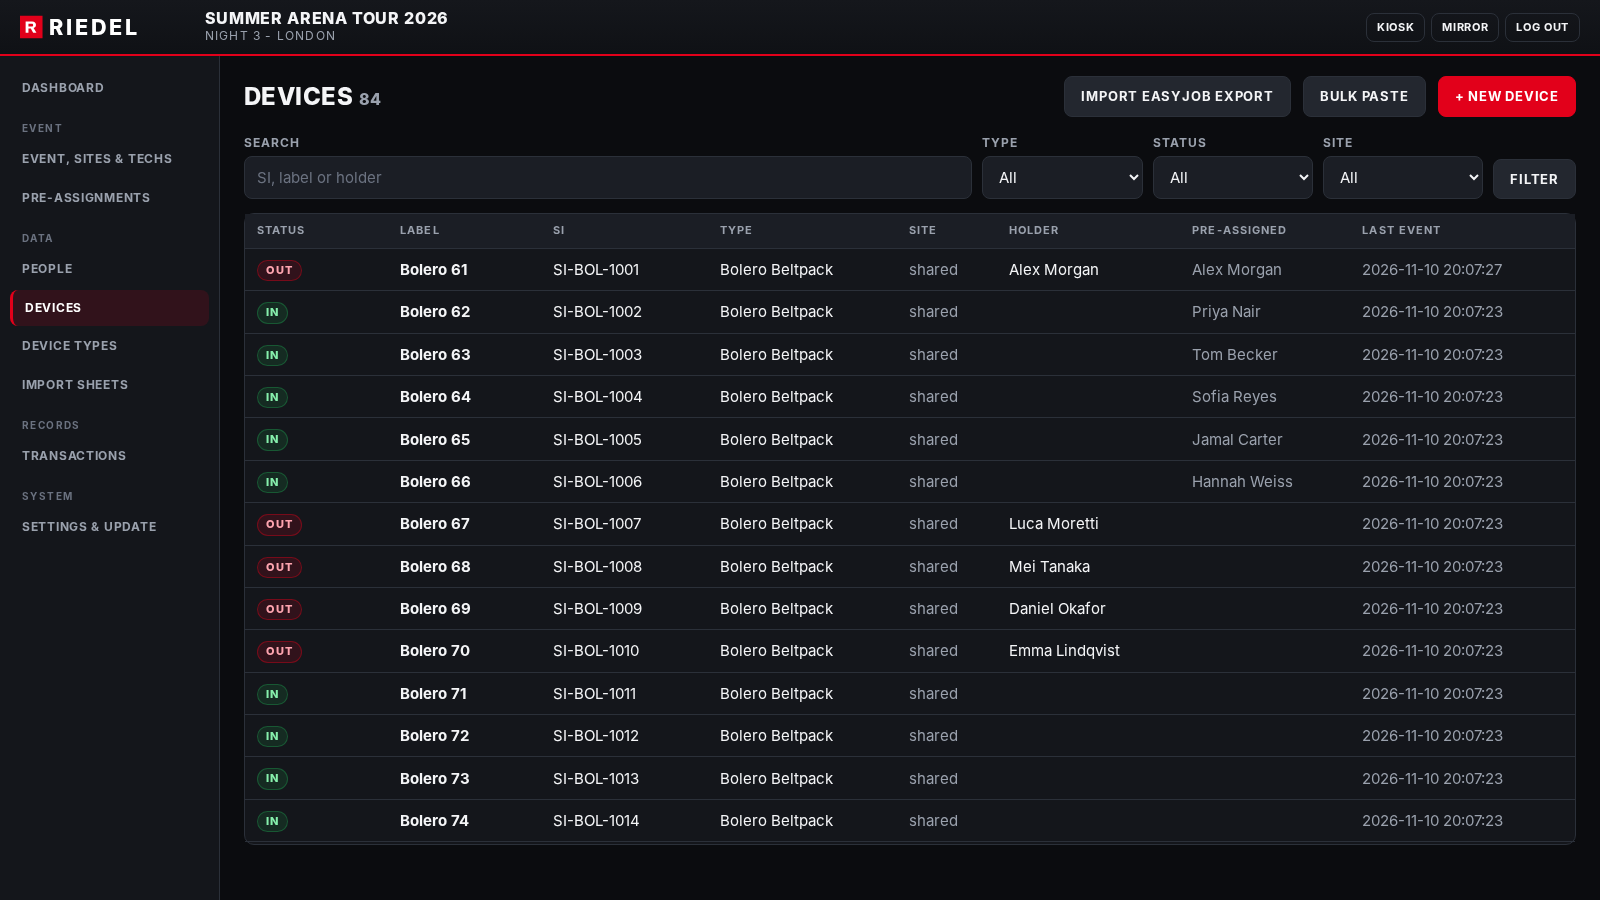 R RIEDEL
SUMMER ARENA TOUR 2026
NIGHT 3 - LONDON
KIOSK
MIRROR
LOG OUT
DASHBOARD
EVENT
EVENT, SITES & TECHS
PRE-ASSIGNMENTS
DATA
PEOPLE
DEVICES
DEVICE TYPES
IMPORT SHEETS
RECORDS
TRANSACTIONS
SYSTEM
SETTINGS & UPDATE
DEVICES 84
IMPORT EASYJOB EXPORT
BULK PASTE
+ NEW DEVICE
SEARCH
TYPE
STATUS
SITE
SI, label or holder
All
All
All
FILTER
STATUS LABEL SI TYPE SITE HOLDER PRE-ASSIGNED LAST EVENT
OUT Bolero 61 SI-BOL-1001 Bolero Beltpack shared Alex Morgan Alex Morgan 2026-11-10 20:07:27
IN Bolero 62 SI-BOL-1002 Bolero Beltpack shared Priya Nair 2026-11-10 20:07:23
IN Bolero 63 SI-BOL-1003 Bolero Beltpack shared Tom Becker 2026-11-10 20:07:23
IN Bolero 64 SI-BOL-1004 Bolero Beltpack shared Sofia Reyes 2026-11-10 20:07:23
IN Bolero 65 SI-BOL-1005 Bolero Beltpack shared Jamal Carter 2026-11-10 20:07:23
IN Bolero 66 SI-BOL-1006 Bolero Beltpack shared Hannah Weiss 2026-11-10 20:07:23
OUT Bolero 67 SI-BOL-1007 Bolero Beltpack shared Luca Moretti 2026-11-10 20:07:23
OUT Bolero 68 SI-BOL-1008 Bolero Beltpack shared Mei Tanaka 2026-11-10 20:07:23
OUT Bolero 69 SI-BOL-1009 Bolero Beltpack shared Daniel Okafor 2026-11-10 20:07:23
OUT Bolero 70 SI-BOL-1010 Bolero Beltpack shared Emma Lindqvist 2026-11-10 20:07:23
IN Bolero 71 SI-BOL-1011 Bolero Beltpack shared 2026-11-10 20:07:23
IN Bolero 72 SI-BOL-1012 Bolero Beltpack shared 2026-11-10 20:07:23
IN Bolero 73 SI-BOL-1013 Bolero Beltpack shared 2026-11-10 20:07:23
IN Bolero 74 SI-BOL-1014 Bolero Beltpack shared 2026-11-10 20:07:23